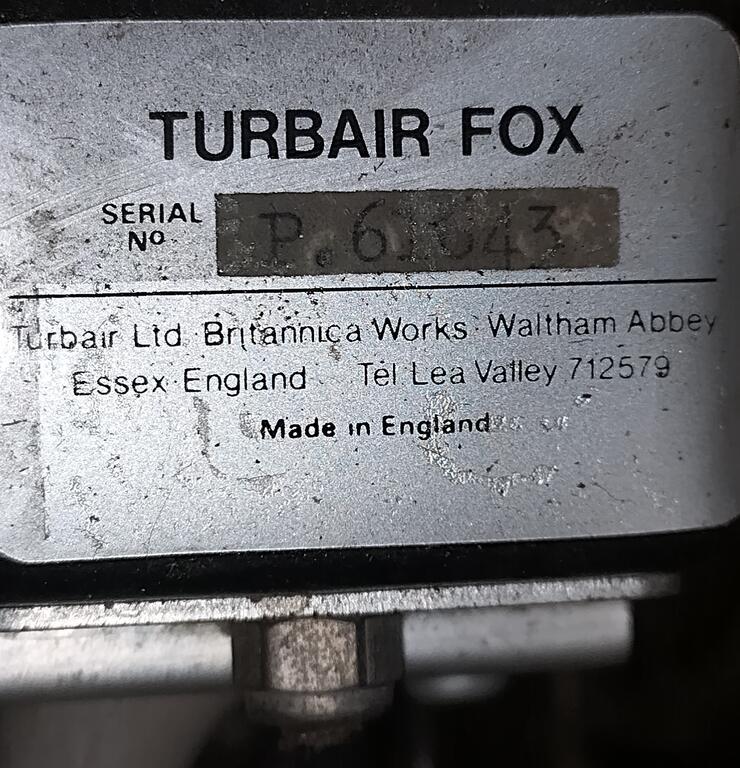 TURBAIR FOX
SERIAL
Nº
Turbair Ltd Britannica Works Waltham Abbey
Essex England Tel Lea Valley 712579
Made in England